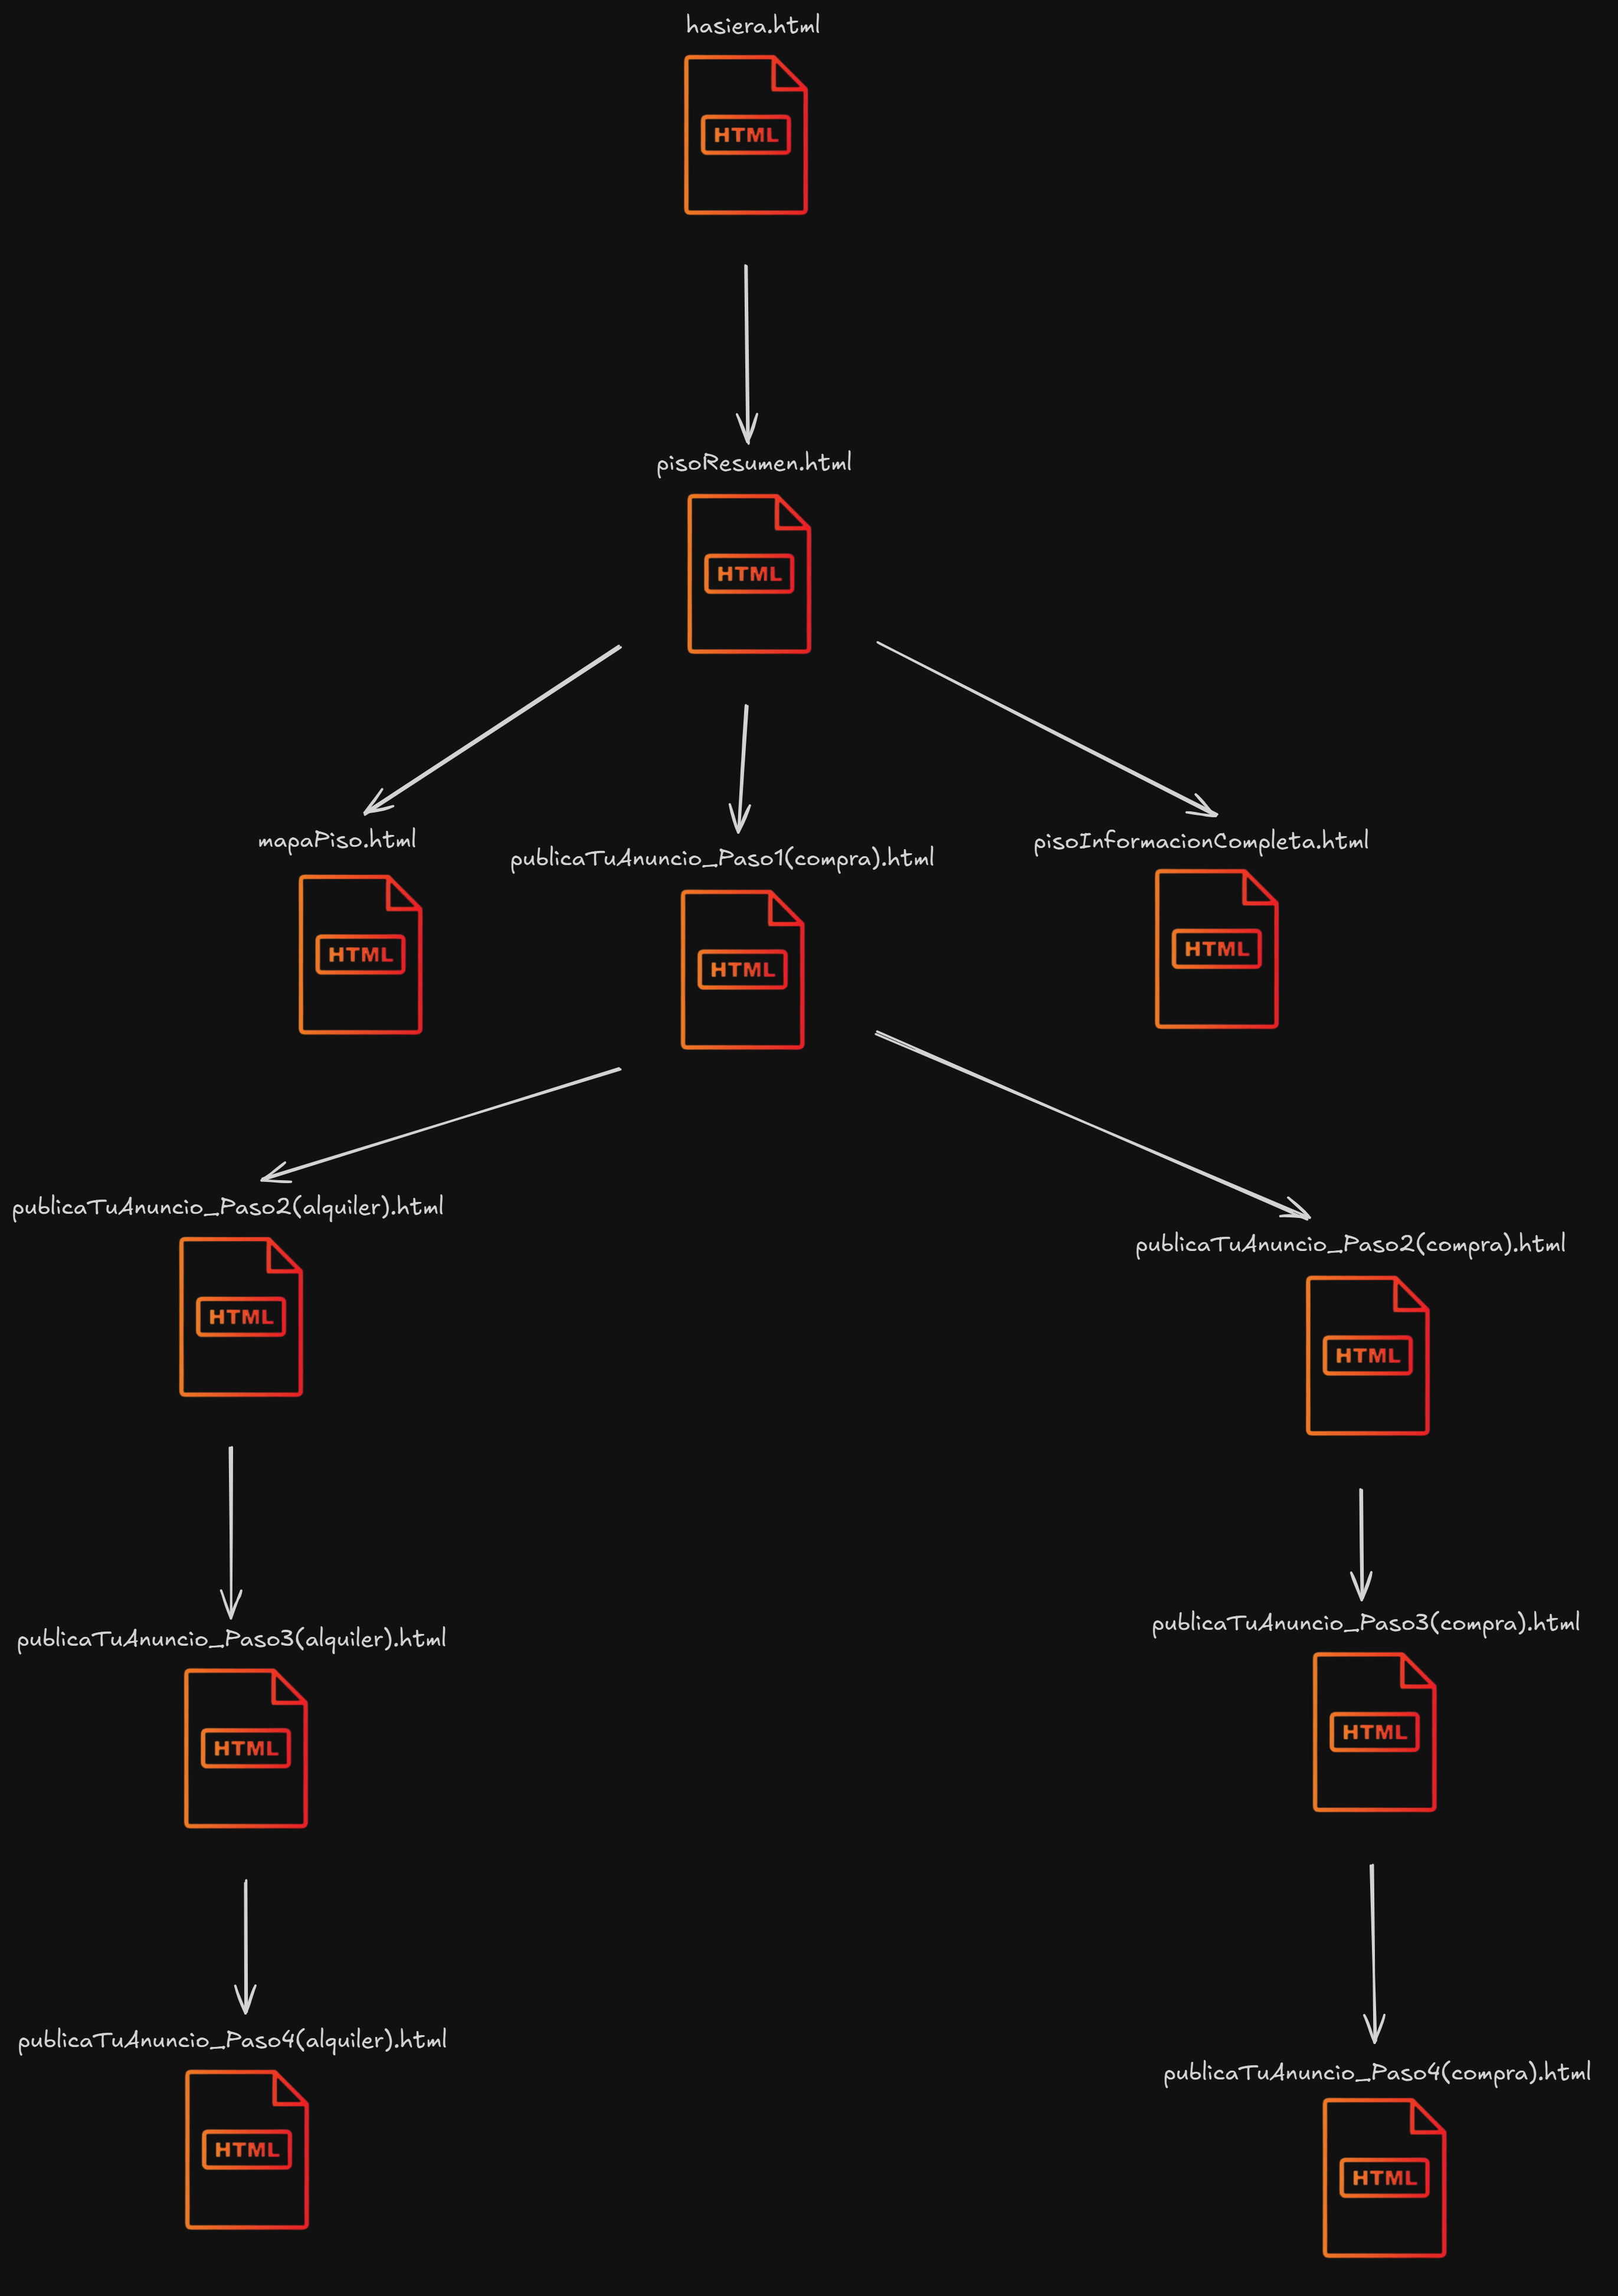 hasiera.html
HTML
pisoResumen.html
HTML
mapaPiso.html
HTML
publicaTuAnuncio_Paso1(compra).html
HTML
pisoInformacionCompleta.html
HTML
publicaTuAnuncio_Paso2(alquiler).html
HTML
publicaTuAnuncio_Paso2(compra).html
HTML
publicaTuAnuncio_Paso3(alquiler).html
HTML
publicaTuAnuncio_Paso3(compra).html
HTML
publicaTuAnuncio_Paso4(alquiler).html
HTML
publicaTuAnuncio_Paso4(compra).html
HTML